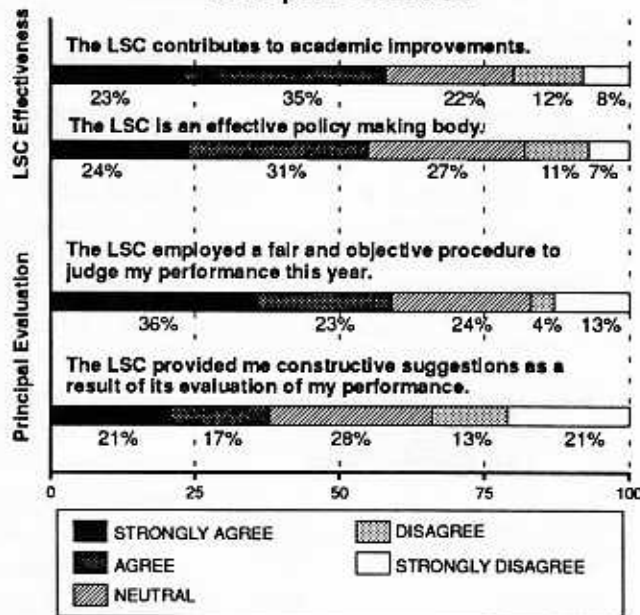 LSC Effectiveness
The LSC contributes to academic improvements.
23% 35% 22% 12% 8%
The LSC is an effective policy making body.
24% 31% 27% 11% 7%
Principal Evaluation
The LSC employed a fair and objective procedure to
judge my performance this year.
36% 23% 24% 4% 13%
The LSC provided me constructive suggestions as a
result of its evaluation of my performance.
21% 17% 28% 13% 21%
0 25 50 75 100
STRONGLY AGREE
AGREE
NEUTRAL
DISAGREE
STRONGLY DISAGREE